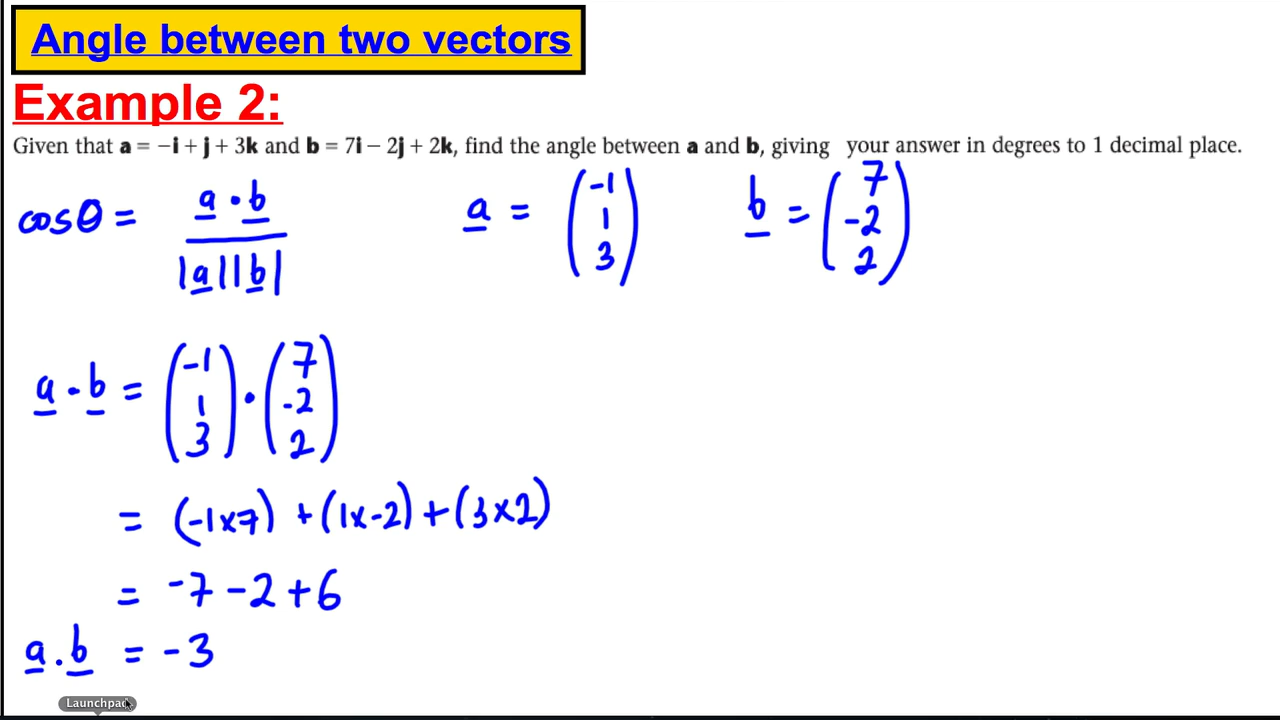 Angle between two vectors
Example 2:
Given that a = −i + j + 3k and b = 7i − 2j + 2k, find the angle between a and b, giving your answer in degrees to 1 decimal place.
cosθ = a · b / |a||b|
a = (-1 1 3)
b = (7 -2 2)
a · b = (-1 1 3) · (7 -2 2)
= (-1×7) + (1×-2) + (3×2)
= -7 -2 +6
a . b = -3
Launchpad